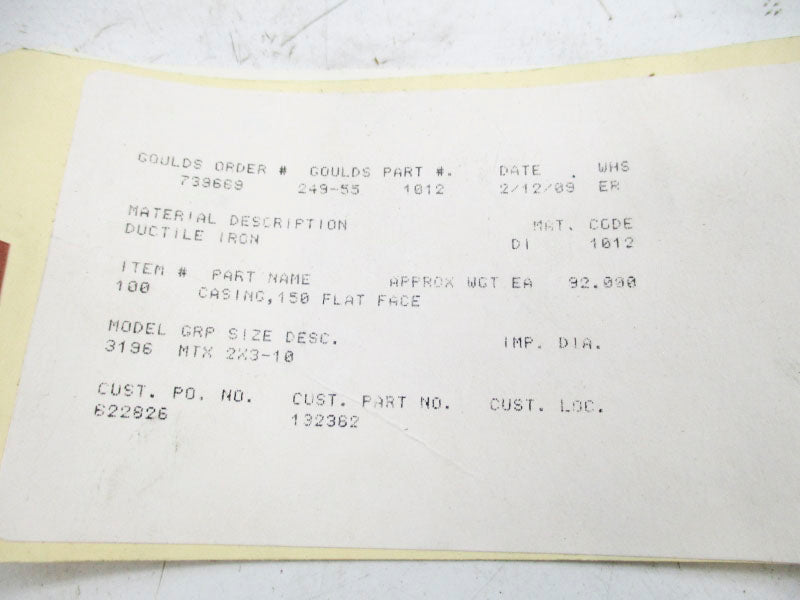 GOULDS ORDER # GOULDS PART #. DATE . WHS
739669 249-55 1012 2/12/09 ER
MATERIAL DESCRIPTION MAT. CODE
DUCTILE IRON DI 1012
ITEM # PART NAME APPROX WGT EA 92.000
100 CASING,150 FLAT FACE
MODEL GRP SIZE DESC. IMP. DIA.
3196 MTX 2X3-10
CUST. PO. NO. CUST. PART NO. CUST. LOC.
622826 132362